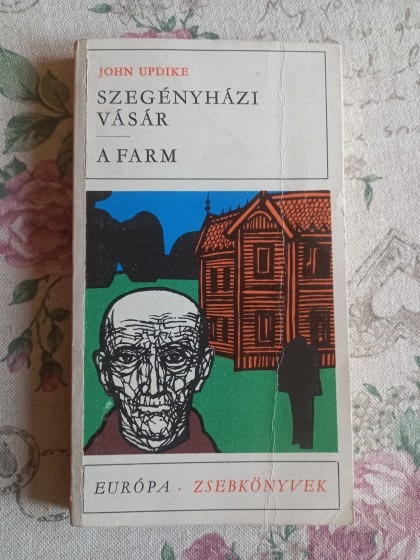 JOHN UPDIKE
SZEGÉNYHÁZI
VÁSÁR
A FARM
EURÓPA · ZSEBKÖNYVEK